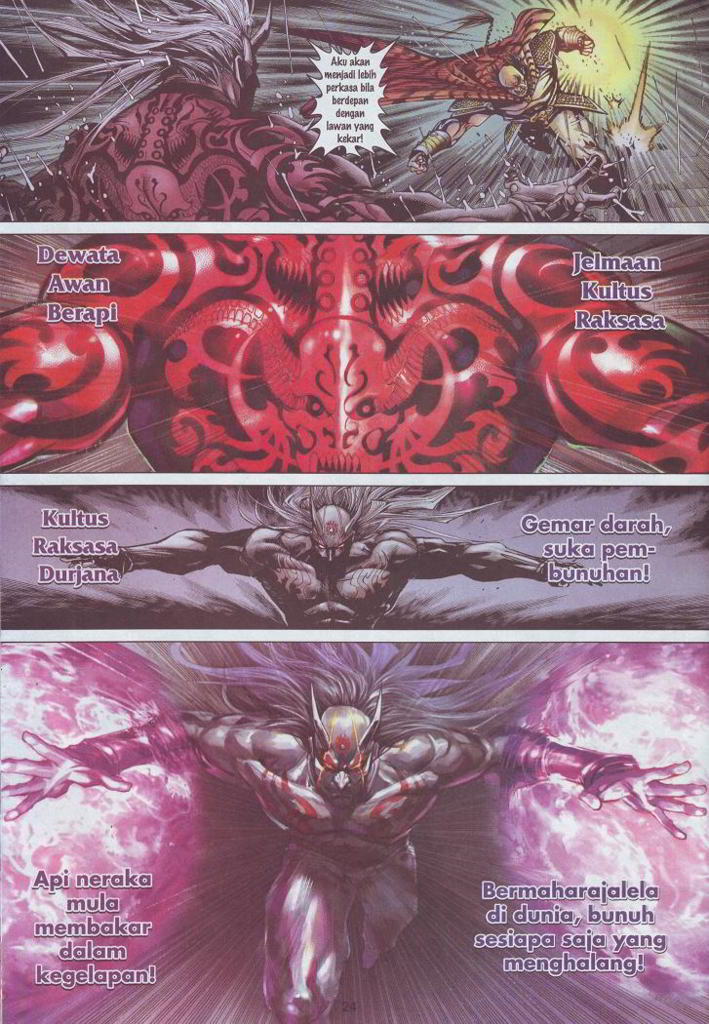 Aku akan
menjadi lebih
perkasa bila
berdepan
dengan
lawan yang
kekar!
Dewata
Awan
Berapi
Jelmaan
Kultus
Raksasa
Kultus
Raksasa
Durjana
Gemar darah,
suka pem-
bunuhan!
Api neraka
mula
membakar
dalam
kegelapan!
Bermaharajalela
di dunia, bunuh
sesiapa saja yang
menghalang!
24